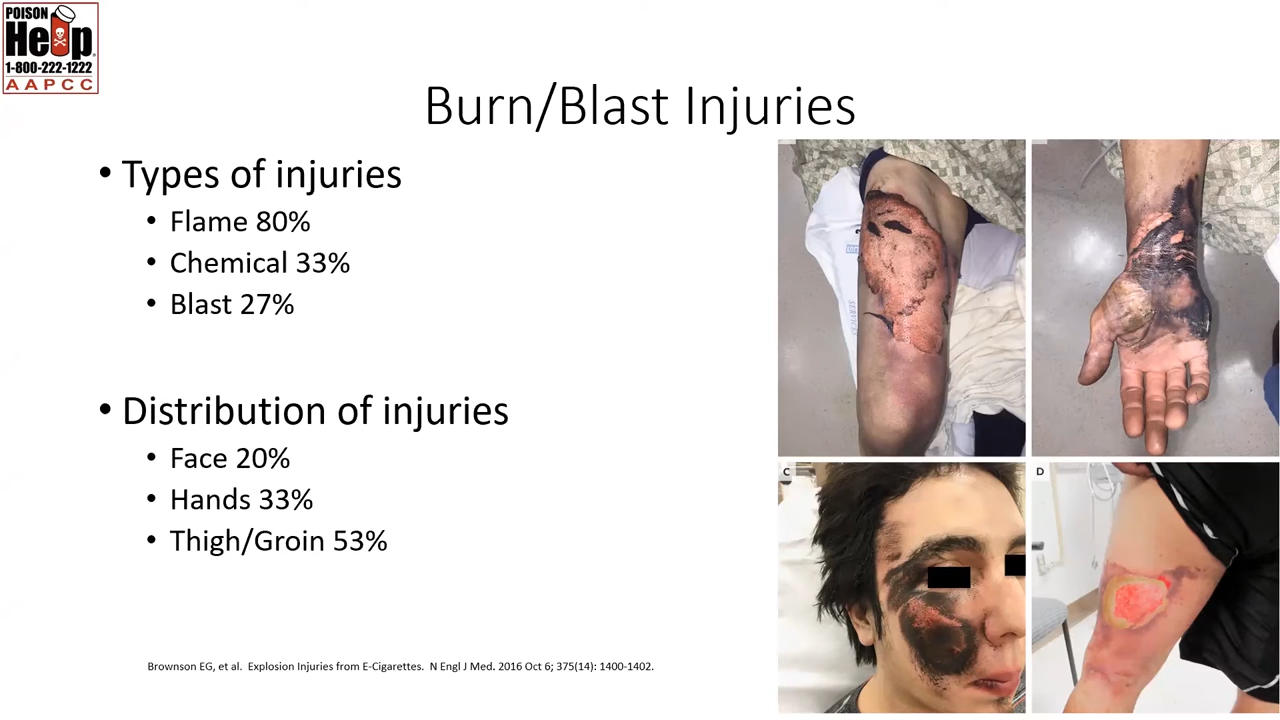 POISON
Help
1-800-222-1222
AAPCC
Burn/Blast Injuries
• Types of injuries
• Flame 80%
• Chemical 33%
• Blast 27%
• Distribution of injuries
• Face 20%
• Hands 33%
• Thigh/Groin 53%
Brownson EG, et al. Explosion Injuries from E-Cigarettes. N Engl J Med. 2016 Oct 6; 375(14): 1400-1402.
C
D